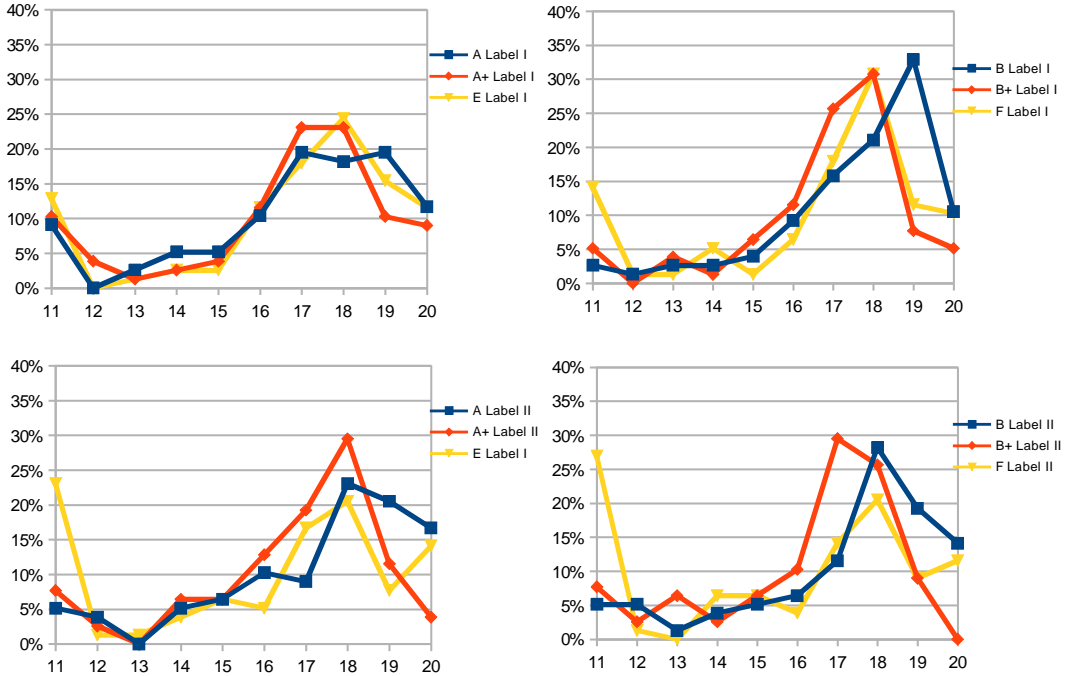 40%
35%
30%
25%
20%
15%
10%
5%
0%
11 12 13 14 15 16 17 18 19 20
A Label I
A+ Label I
E Label I
40%
35%
30%
25%
20%
15%
10%
5%
0%
11 12 13 14 15 16 17 18 19 20
B Label I
B+ Label I
F Label I
40%
35%
30%
25%
20%
15%
10%
5%
0%
11 12 13 14 15 16 17 18 19 20
A Label II
A+ Label II
E Label I
40%
35%
30%
25%
20%
15%
10%
5%
0%
11 12 13 14 15 16 17 18 19 20
B Label II
B+ Label II
F Label II